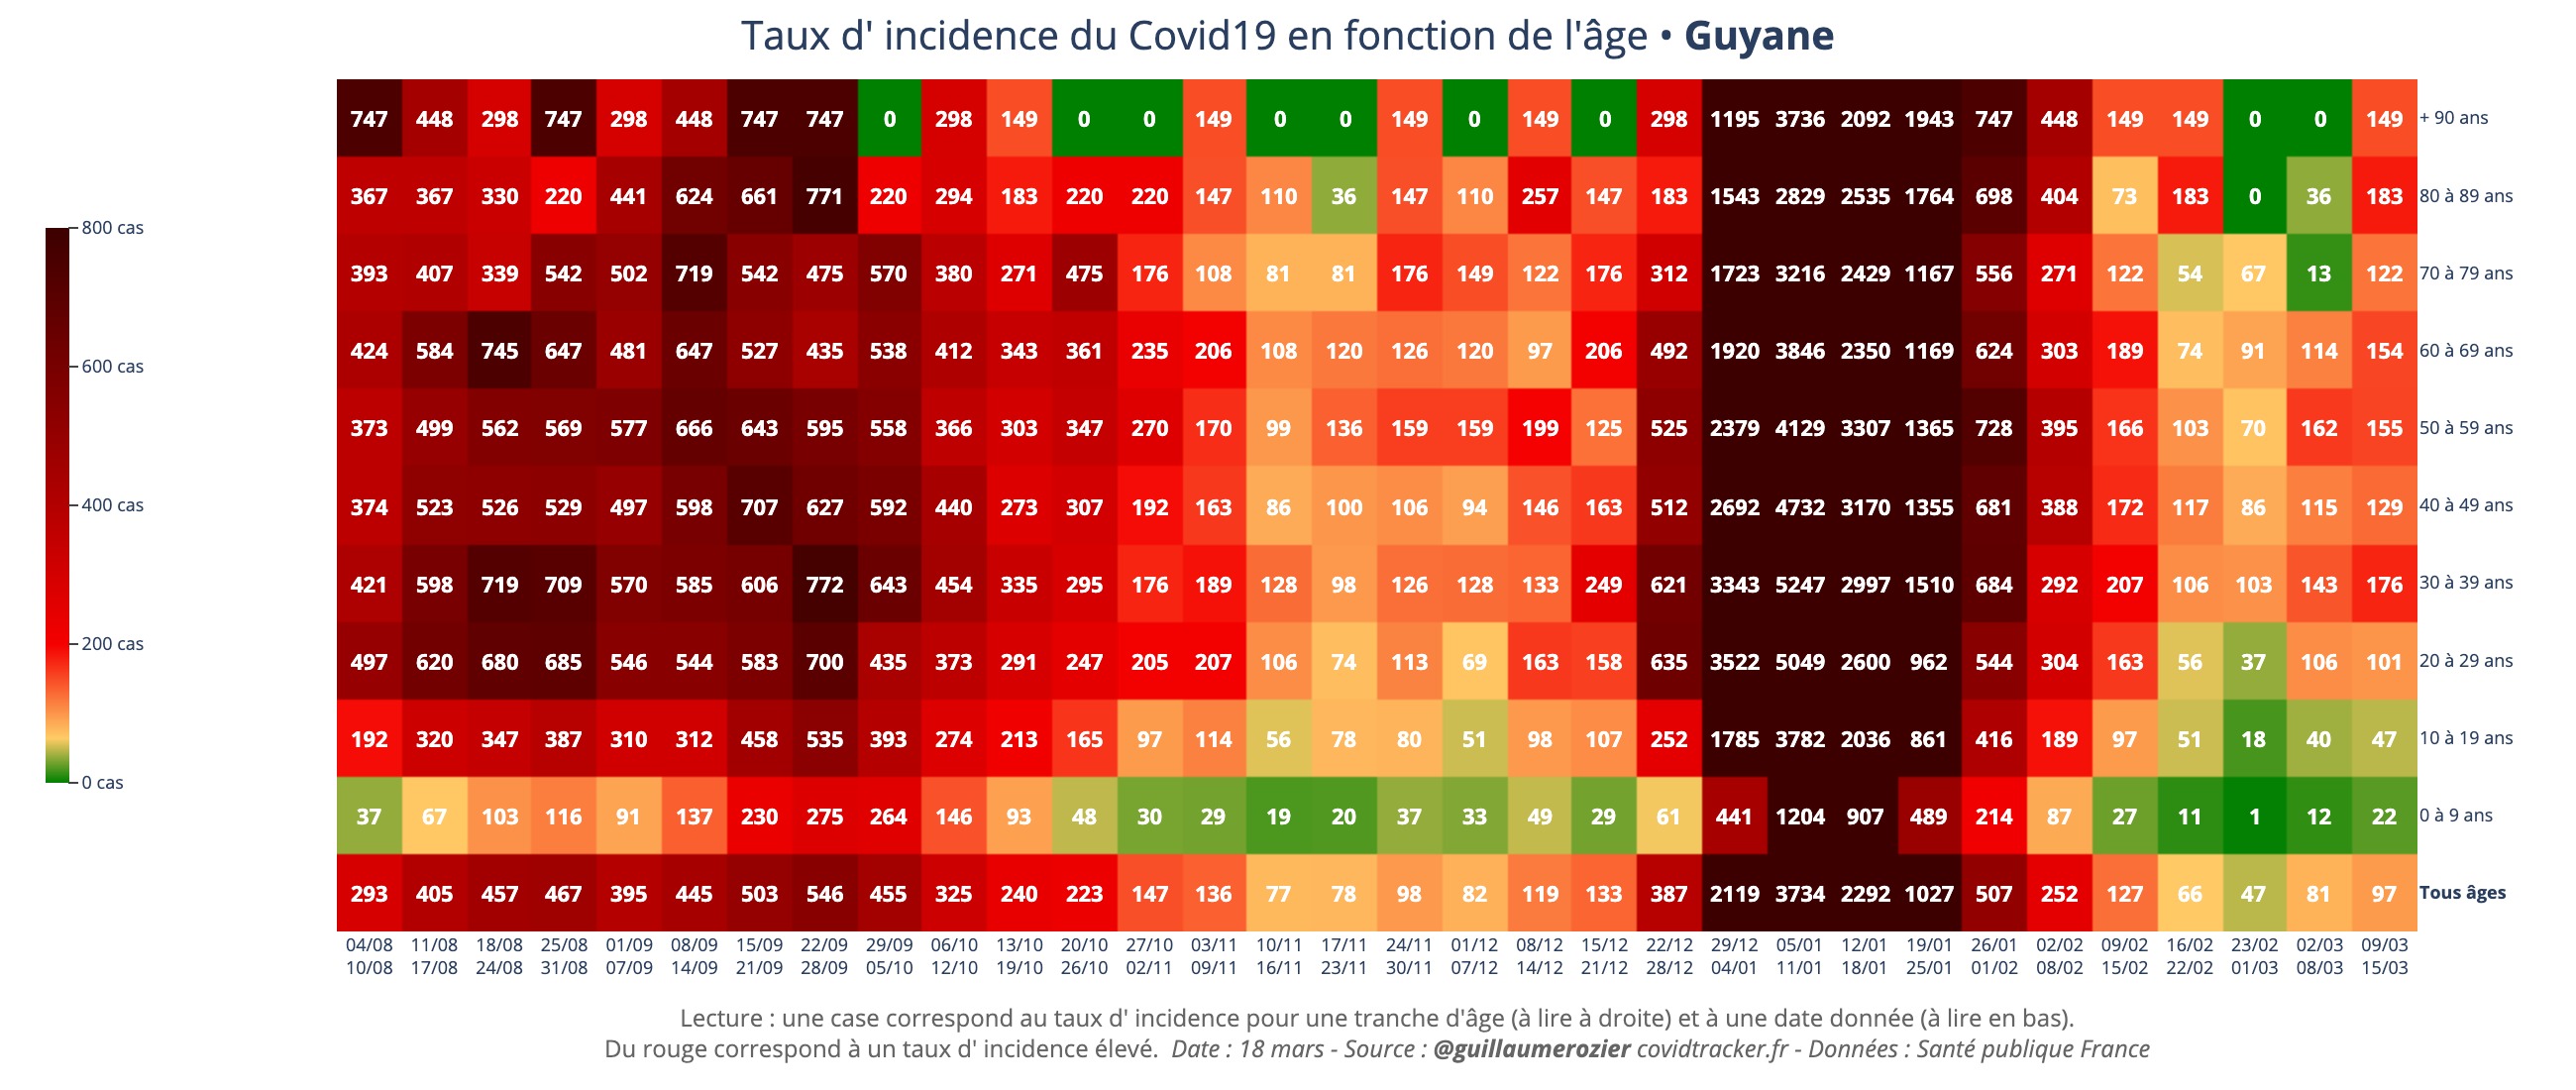 Taux d' incidence du Covid19 en fonction de l'âge • Guyane
747 448 298 747 298 448 747 747 0 298 149 0 0 149 0 0 149 0 149 0 298 1195 3736 2092 1943 747 448 149 149 0 0 149 + 90 ans
367 367 330 220 441 624 661 771 220 294 183 220 220 147 110 36 147 110 257 147 183 1543 2829 2535 1764 698 404 73 183 0 36 183 80 à 89 ans
393 407 339 542 502 719 542 475 570 380 271 475 176 108 81 81 176 149 122 176 312 1723 3216 2429 1167 556 271 122 54 67 13 122 70 à 79 ans
424 584 745 647 481 647 527 435 538 412 343 361 235 206 108 120 126 120 97 206 492 1920 3846 2350 1169 624 303 189 74 91 114 154 60 à 69 ans
373 499 562 569 577 666 643 595 558 366 303 347 270 170 99 136 159 159 199 125 525 2379 4129 3307 1365 728 395 166 103 70 162 155 50 à 59 ans
374 523 526 529 497 598 707 627 592 440 273 307 192 163 86 100 106 94 146 163 512 2692 4732 3170 1355 681 388 172 117 86 115 129 40 à 49 ans
421 598 719 709 570 585 606 772 643 454 335 295 176 189 128 98 126 128 133 249 621 3343 5247 2997 1510 684 292 207 106 103 143 176 30 à 39 ans
497 620 680 685 546 544 583 700 435 373 291 247 205 207 106 74 113 69 163 158 635 3522 5049 2600 962 544 304 163 56 37 106 101 20 à 29 ans
192 320 347 387 310 312 458 535 393 274 213 165 97 114 56 78 80 51 98 107 252 1785 3782 2036 861 416 189 97 51 18 40 47 10 à 19 ans
37 67 103 116 91 137 230 275 264 146 93 48 30 29 19 20 37 33 49 29 61 441 1204 907 489 214 87 27 11 1 12 22 0 à 9 ans
293 405 457 467 395 445 503 546 455 325 240 223 147 136 77 78 98 82 119 133 387 2119 3734 2292 1027 507 252 127 66 47 81 97 Tous âges
04/08 11/08 18/08 25/08 01/09 08/09 15/09 22/09 29/09 06/10 13/10 20/10 27/10 03/11 10/11 17/11 24/11 01/12 08/12 15/12 22/12 29/12 05/01 12/01 19/01 26/01 02/02 09/02 16/02 23/02 02/03 09/03
10/08 17/08 24/08 31/08 07/09 14/09 21/09 28/09 05/10 12/10 19/10 26/10 02/11 09/11 16/11 23/11 30/11 07/12 14/12 21/12 28/12 04/01 11/01 18/01 25/01 01/02 08/02 15/02 22/02 01/03 08/03 15/03
800 cas
600 cas
400 cas
200 cas
0 cas
Lecture : une case correspond au taux d' incidence pour une tranche d'âge (à lire à droite) et à une date donnée (à lire en bas).
Du rouge correspond à un taux d' incidence élevé. Date : 18 mars - Source : @guillaumerozier covidtracker.fr - Données : Santé publique France